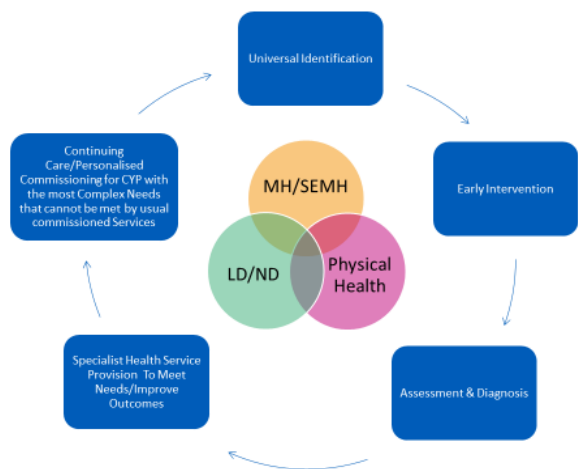 Universal Identification
Early Intervention
Assessment & Diagnosis
Specialist Health Service
Provision To Meet
Needs/Improve
Outcomes
Continuing
Care/Personalised
Commissioning for CYP with
the most Complex Needs
that cannot be met by usual
commissioned Services
MH/SEMH
LD/ND
Physical
Health